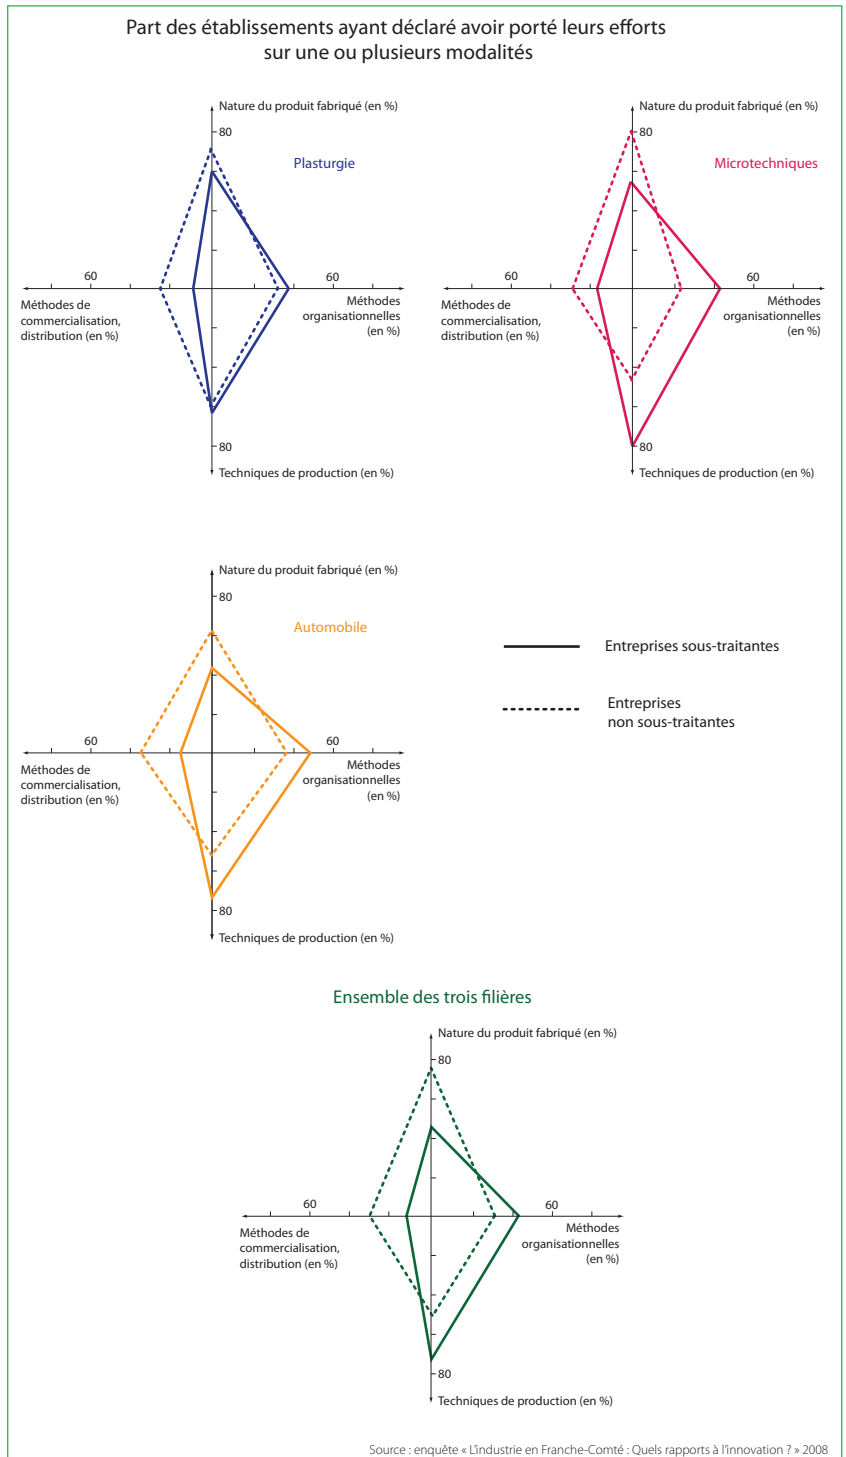 Part des établissements ayant déclaré avoir porté leurs efforts
sur une ou plusieurs modalités
Nature du produit fabriqué (en %)
80
Plasturgie
60
60
Méthodes de
commercialisation,
distribution (en %)
Méthodes
organisationnelles
(en %)
80
Techniques de production (en %)
Nature du produit fabriqué (en %)
80
Microtechniques
60
60
Méthodes de
commercialisation,
distribution (en %)
Méthodes
organisationnelles
(en %)
80
Techniques de production (en %)
Nature du produit fabriqué (en %)
80
Automobile
60
60
Méthodes de
commercialisation,
distribution (en %)
Méthodes
organisationnelles
(en %)
80
Techniques de production (en %)
Entreprises sous-traitantes
Entreprises
non sous-traitantes
Ensemble des trois filières
Nature du produit fabriqué (en %)
80
60
60
Méthodes de
commercialisation,
distribution (en %)
Méthodes
organisationnelles
(en %)
80
Techniques de production (en %)
Source : enquête « L'industrie en Franche-Comté : Quels rapports à l'innovation ? » 2008